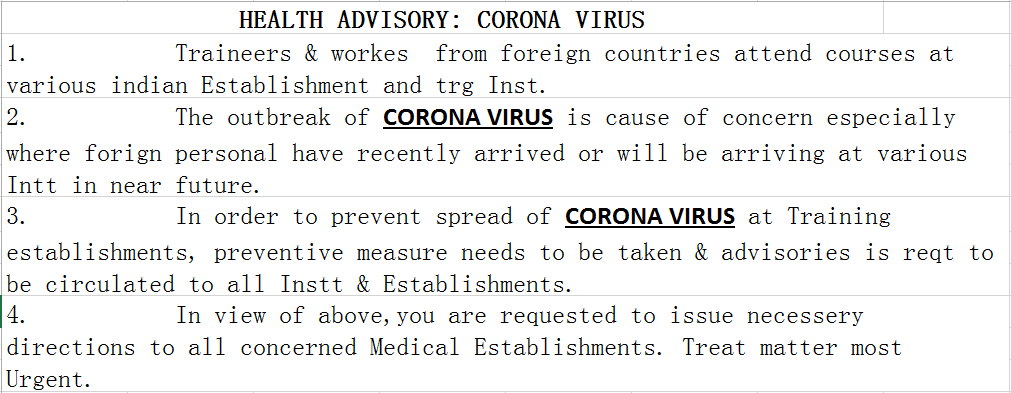 HEALTH ADVISORY: CORONA VIRUS
1. Traineers & workes from foreign countries attend courses at
various indian Establishment and trg Inst.
2. The outbreak of CORONA VIRUS is cause of concern especially
where forign personal have recently arrived or will be arriving at various
Intt in near future.
3. In order to prevent spread of CORONA VIRUS at Training
establishments, preventive measure needs to be taken & advisories is reqt to
be circulated to all Instt & Establishments.
4. In view of above,you are requested to issue necessery
directions to all concerned Medical Establishments. Treat matter most
Urgent.